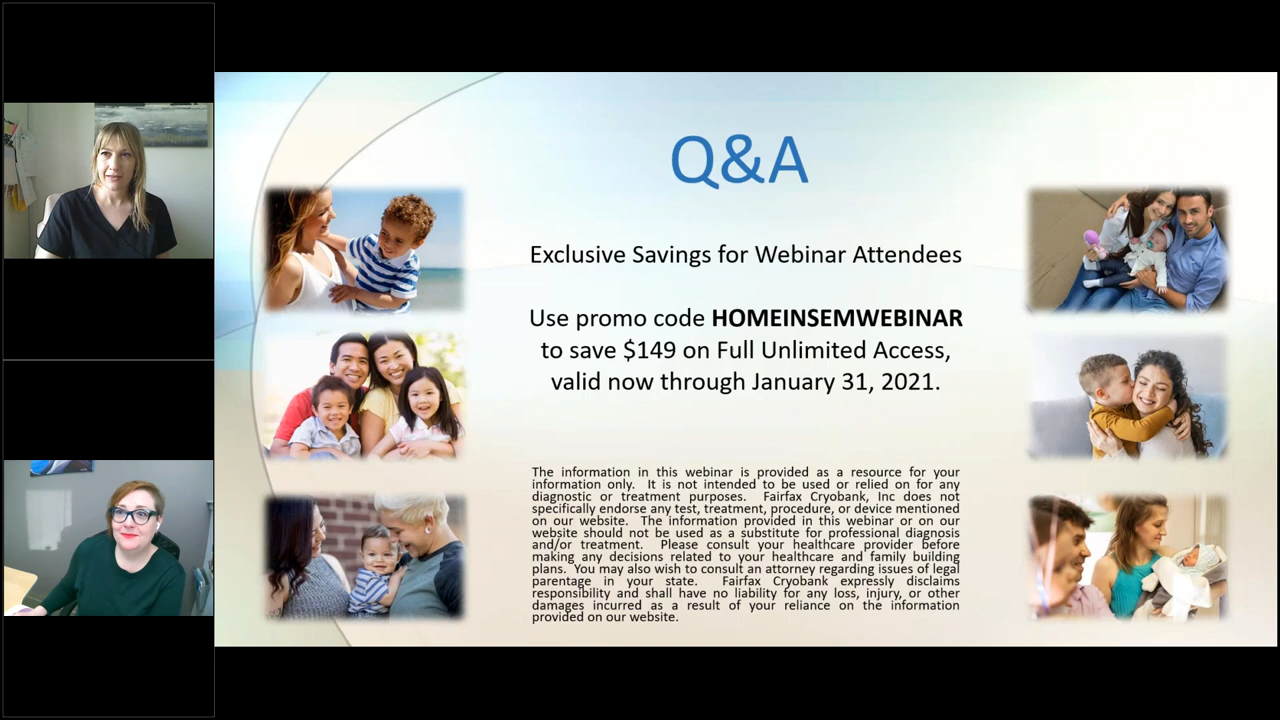 Q&A
Exclusive Savings for Webinar Attendees
Use promo code HOMEINSEMWEBINAR
to save $149 on Full Unlimited Access,
valid now through January 31, 2021.
The information in this webinar is provided as a resource for your
information only. It is not intended to be used or relied on for any
diagnostic or treatment purposes. Fairfax Cryobank, Inc does not
specifically endorse any test, treatment, procedure, or device mentioned
on our website. The information provided in this webinar or on our
website should not be used as a substitute for professional diagnosis
and/or treatment. Please consult your healthcare provider before
making any decisions related to your healthcare and family building
plans. You may also wish to consult an attorney regarding issues of legal
parentage in your state. Fairfax Cryobank expressly disclaims
responsibility and shall have no liability for any loss, injury, or other
damages incurred as a result of your reliance on the information
provided on our website.